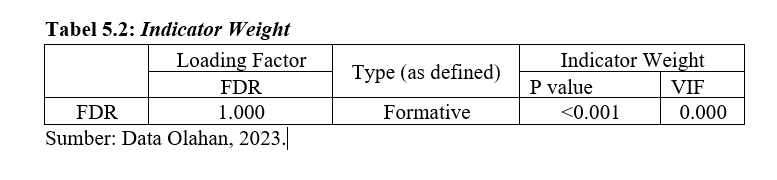 Tabel 5.2: Indicator Weight
Loading Factor Type (as defined) Indicator Weight
FDR P value VIF
FDR 1.000 Formative <0.001 0.000
Sumber: Data Olahan, 2023.